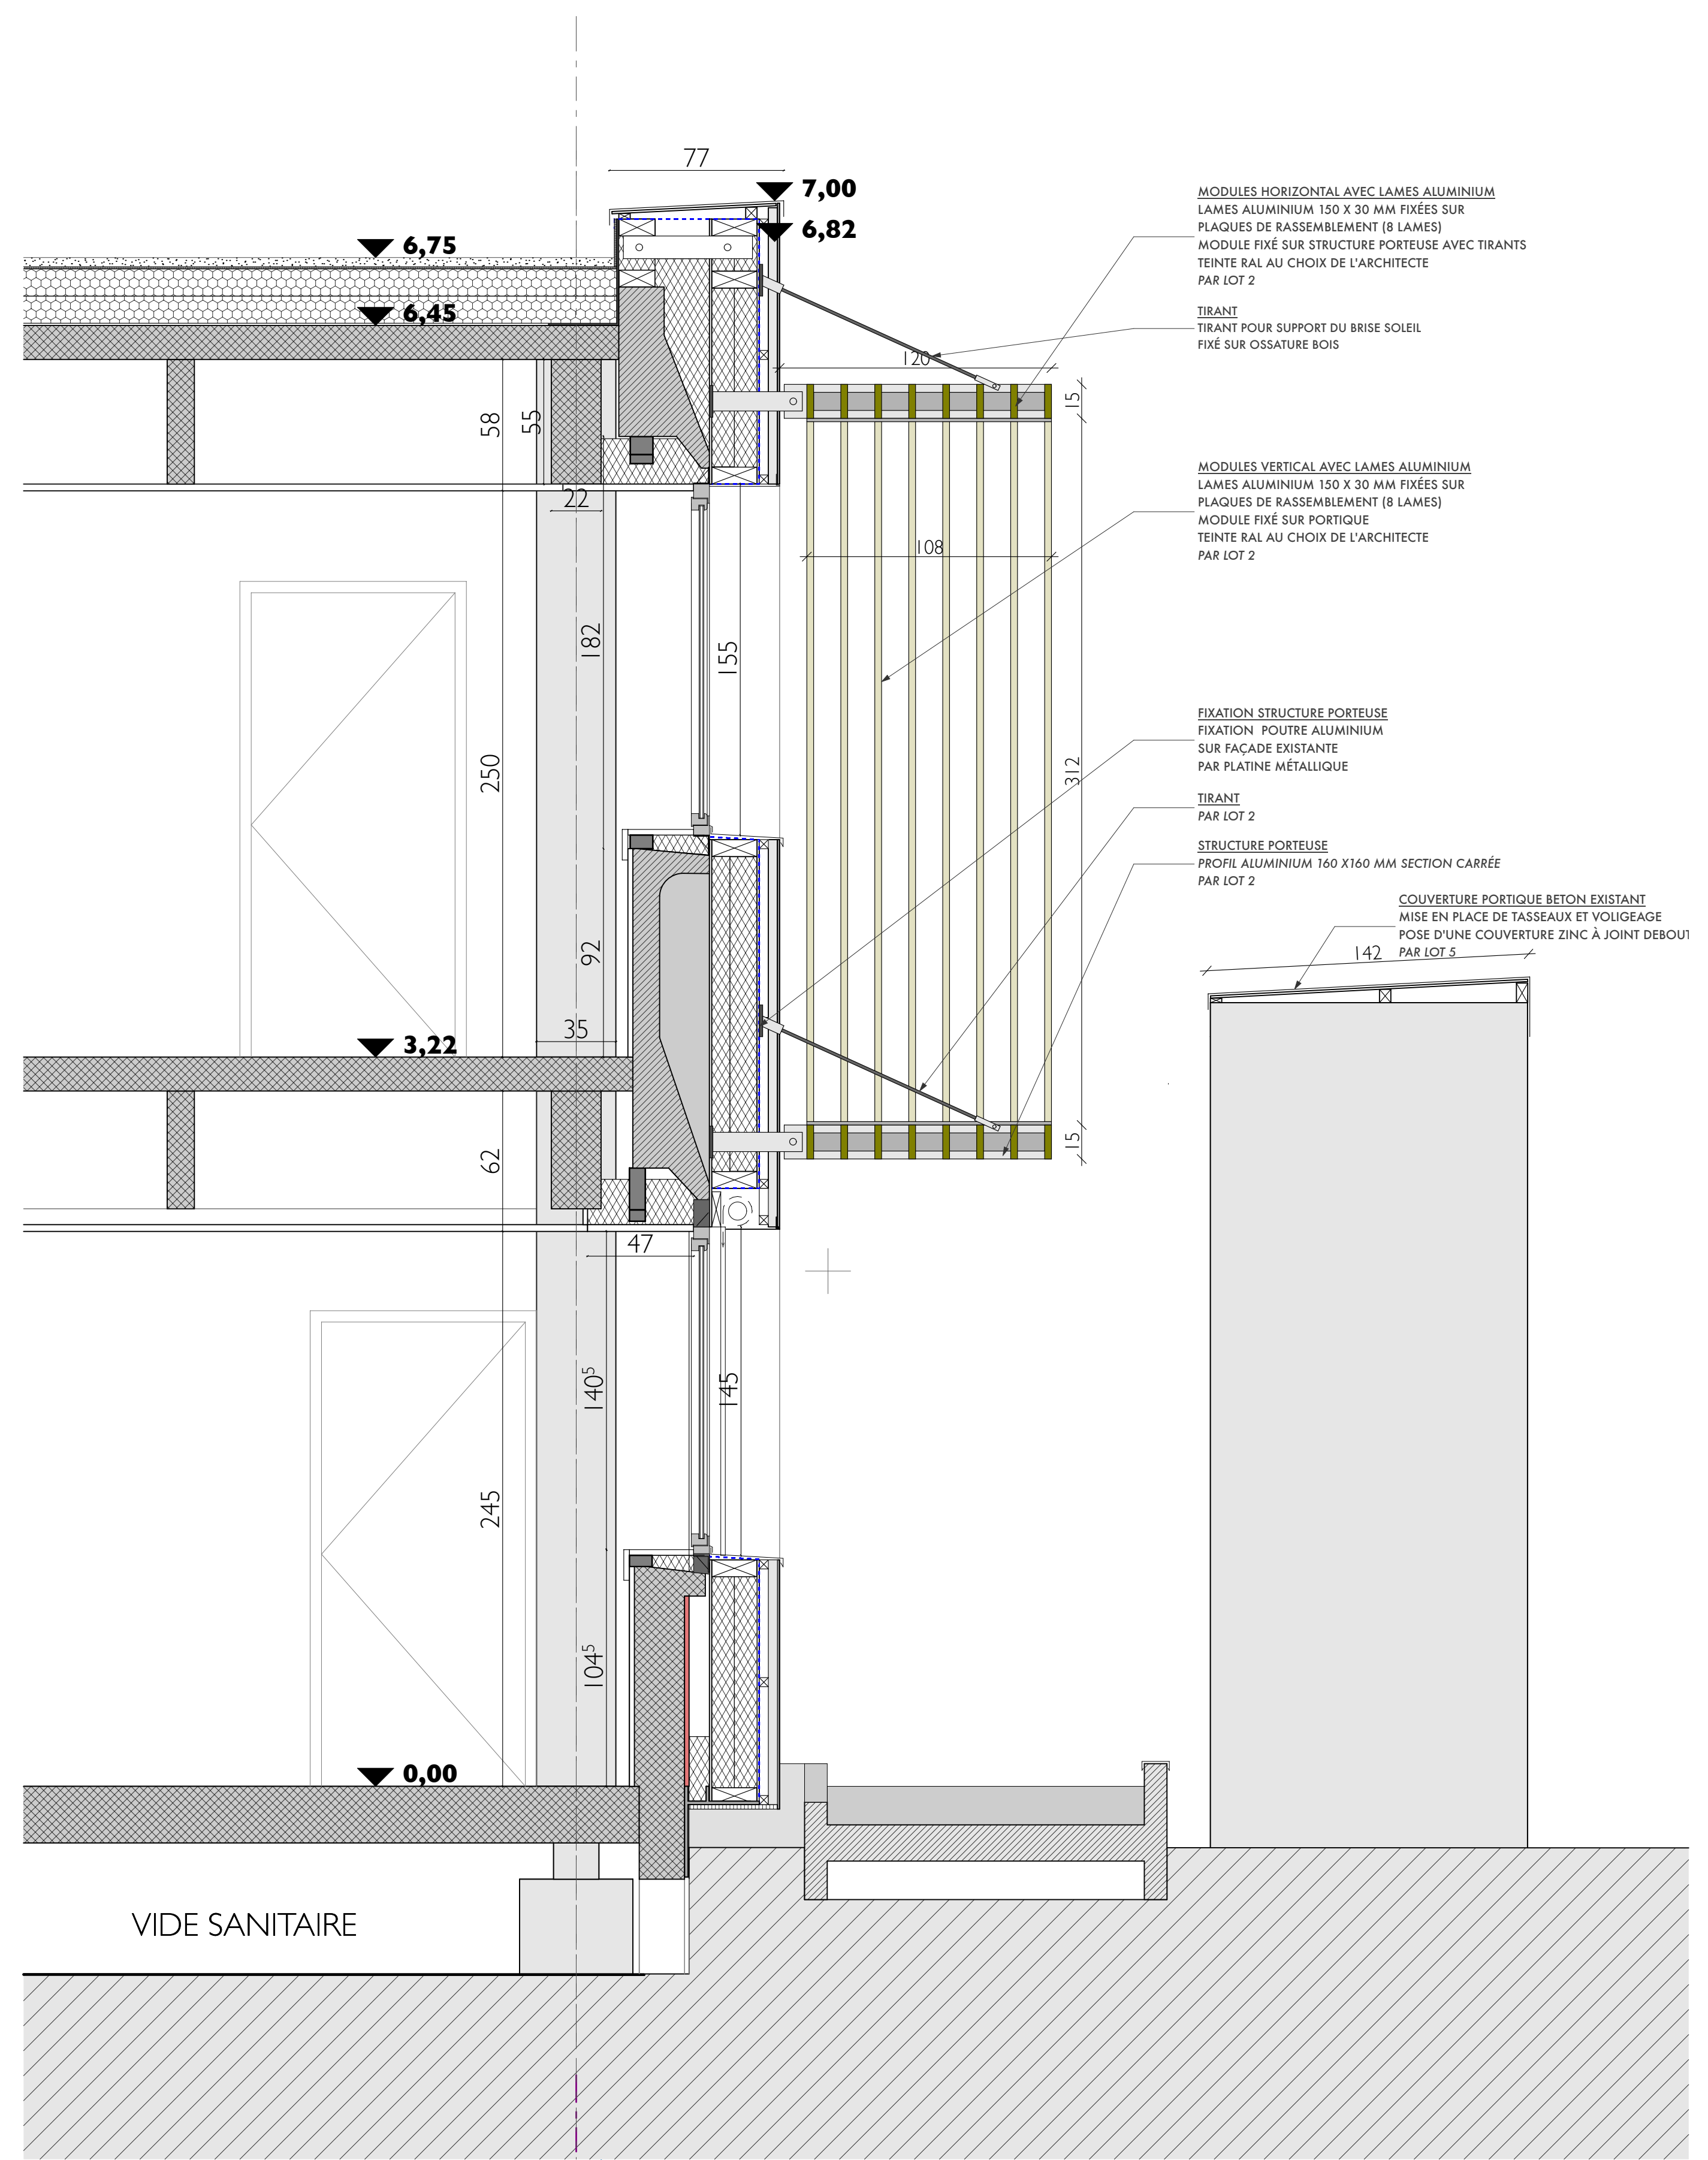 77
7,00
6,82
6,75
6,45
MODULES HORIZONTAL AVEC LAMES ALUMINIUM
LAMES ALUMINIUM 150 X 30 MM FIXÉES SUR
PLAQUES DE RASSEMBLEMENT (8 LAMES)
MODULE FIXÉ SUR STRUCTURE PORTEUSE AVEC TIRANTS
TEINTE RAL AU CHOIX DE L'ARCHITECTE
PAR LOT 2
TIRANT
TIRANT POUR SUPPORT DU BRISE SOLEIL
FIXÉ SUR OSSATURE BOIS
120
15
58
55
22
MODULES VERTICAL AVEC LAMES ALUMINIUM
LAMES ALUMINIUM 150 X 30 MM FIXÉES SUR
PLAQUES DE RASSEMBLEMENT (8 LAMES)
MODULE FIXÉ SUR PORTIQUE
TEINTE RAL AU CHOIX DE L'ARCHITECTE
PAR LOT 2
108
182
155
250
312
FIXATION STRUCTURE PORTEUSE
FIXATION POUTRE ALUMINIUM
SUR FAÇADE EXISTANTE
PAR PLATINE MÉTALLIQUE
TIRANT
PAR LOT 2
STRUCTURE PORTEUSE
PROFIL ALUMINIUM 160 X160 MM SECTION CARRÉE
PAR LOT 2
COUVERTURE PORTIQUE BETON EXISTANT
MISE EN PLACE DE TASSEAUX ET VOLIGEAGE
POSE D'UNE COUVERTURE ZINC À JOINT DEBOUT
PAR LOT 5
142
92
35
3,22
62
15
47
140⁵
145
245
104⁵
0,00
VIDE SANITAIRE